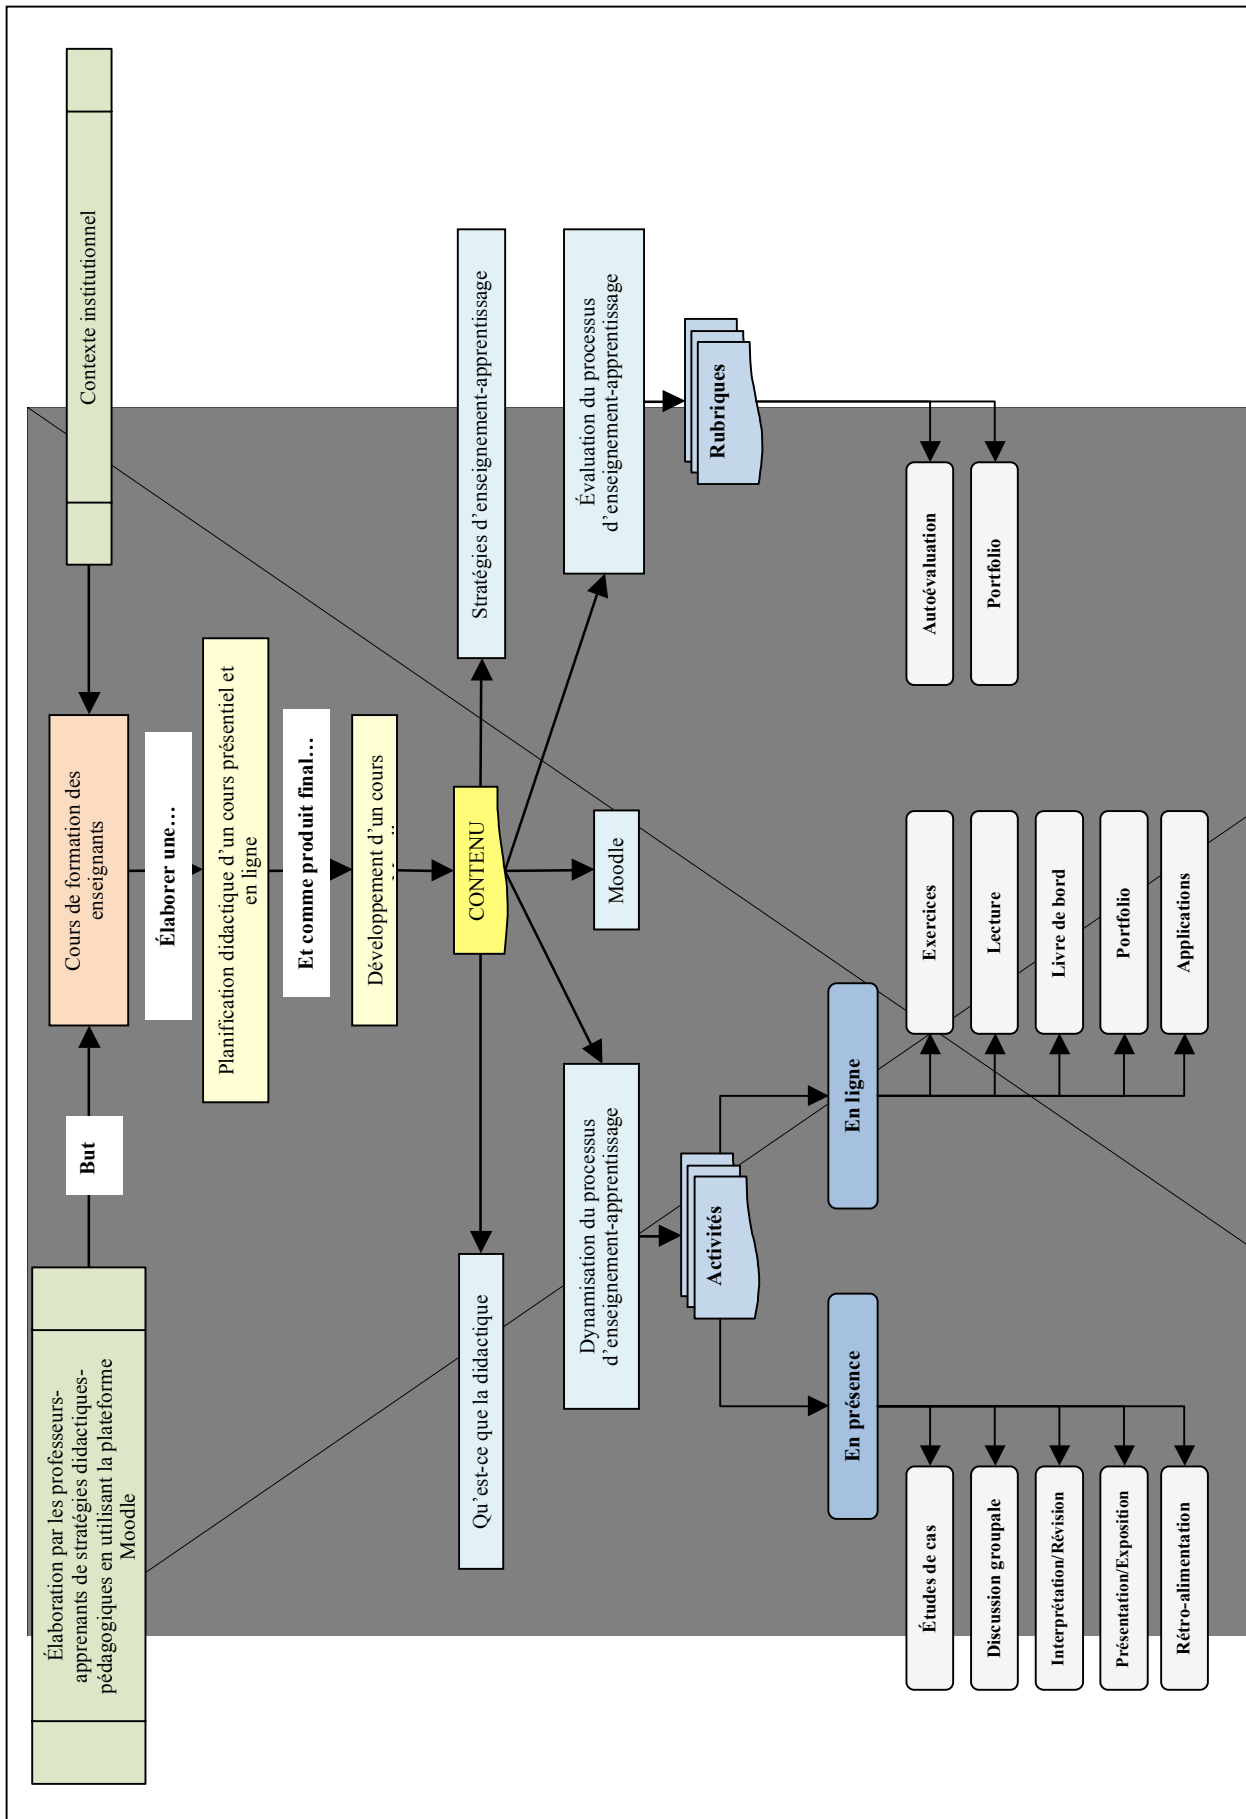 Élaboration par les professeurs-
apprenants de stratégies didactiques-
pédagogiques en utilisant la plateforme
Moodle
But
Cours de formation des
enseignants
Contexte institutionnel
Élaborer une…
Planification didactique d’un cours présentiel et
en ligne
Et comme produit final…
Développement d’un cours
CONTENU
Qu’est-ce que la didactique
Stratégies d’enseignement-apprentissage
Dynamisation du processus
d’enseignement-apprentissage
Moodle
Évaluation du processus
d’enseignement-apprentissage
Activités
Rubriques
En présence
En ligne
Études de cas
Discussion groupale
Interprétation/Révision
Présentation/Exposition
Rétro-alimentation
Exercices
Lecture
Livre de bord
Portfolio
Applications
Autoévaluation
Portfolio